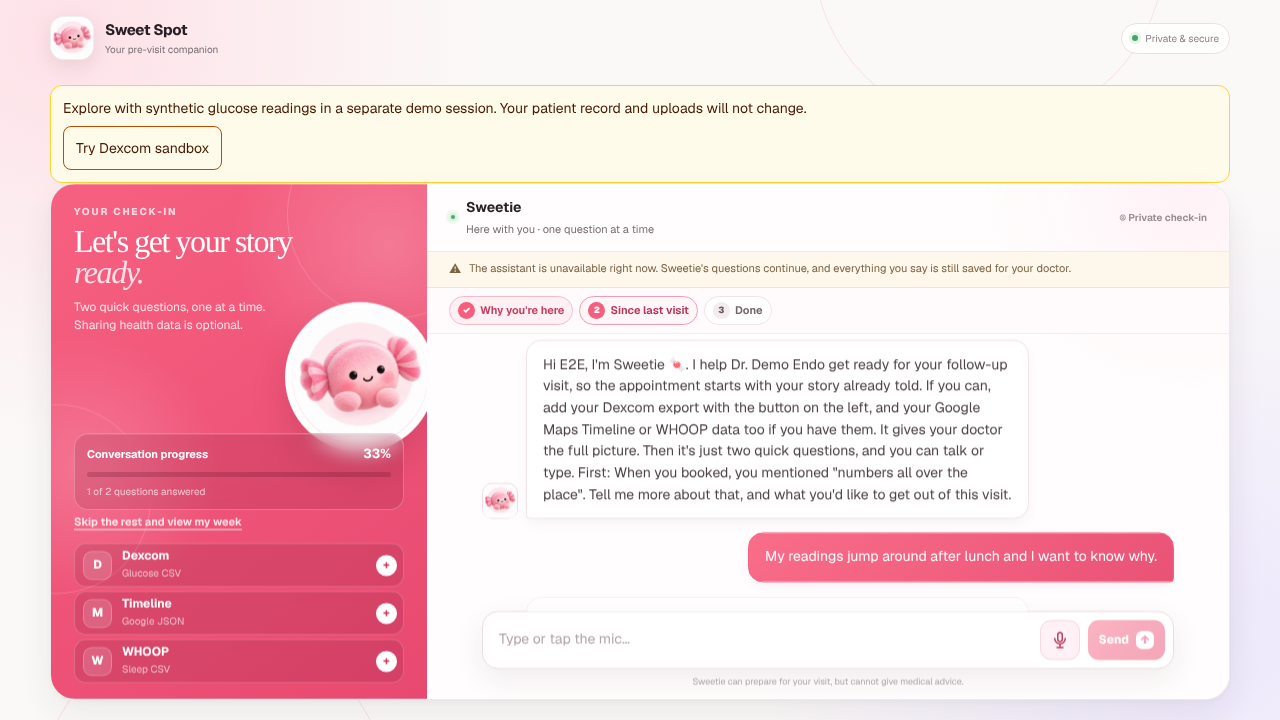 Sweet Spot
Your pre-visit companion
Private & secure
Explore with synthetic glucose readings in a separate demo session. Your patient record and uploads will not change.
Try Dexcom sandbox
YOUR CHECK-IN
Let's get your story
ready.
Two quick questions, one at a time.
Sharing health data is optional.
Conversation progress
33%
1 of 2 questions answered
Skip the rest and view my week
D
Dexcom
Glucose CSV
+
M
Timeline
Google JSON
+
W
WHOOP
Sleep CSV
+
Sweetie
Here with you · one question at a time
Private check-in
The assistant is unavailable right now. Sweetie's questions continue, and everything you say is still saved for your doctor.
Why you're here
2 Since last visit
3 Done
Hi E2E, I'm Sweetie 🍬. I help Dr. Demo Endo get ready for your follow-up
visit, so the appointment starts with your story already told. If you can,
add your Dexcom export with the button on the left, and your Google
Maps Timeline or WHOOP data too if you have them. It gives your doctor
the full picture. Then it's just two quick questions, and you can talk or
type. First: When you booked, you mentioned "numbers all over the
place". Tell me more about that, and what you'd like to get out of this visit.
My readings jump around after lunch and I want to know why.
Type or tap the mic...
Send
Sweetie can prepare for your visit, but cannot give medical advice.